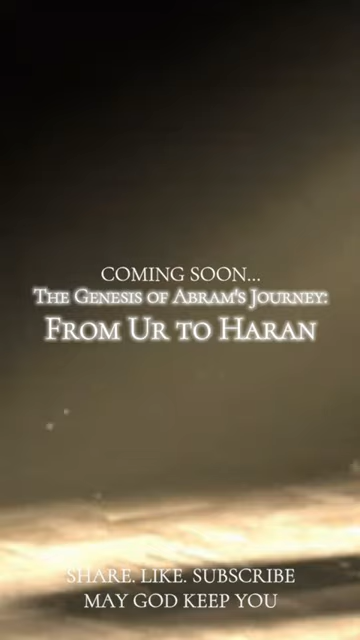 COMING SOON...
The Genesis of Abram's Journey:
From Ur to Haran
SHARE. LIKE. SUBSCRIBE
MAY GOD KEEP YOU